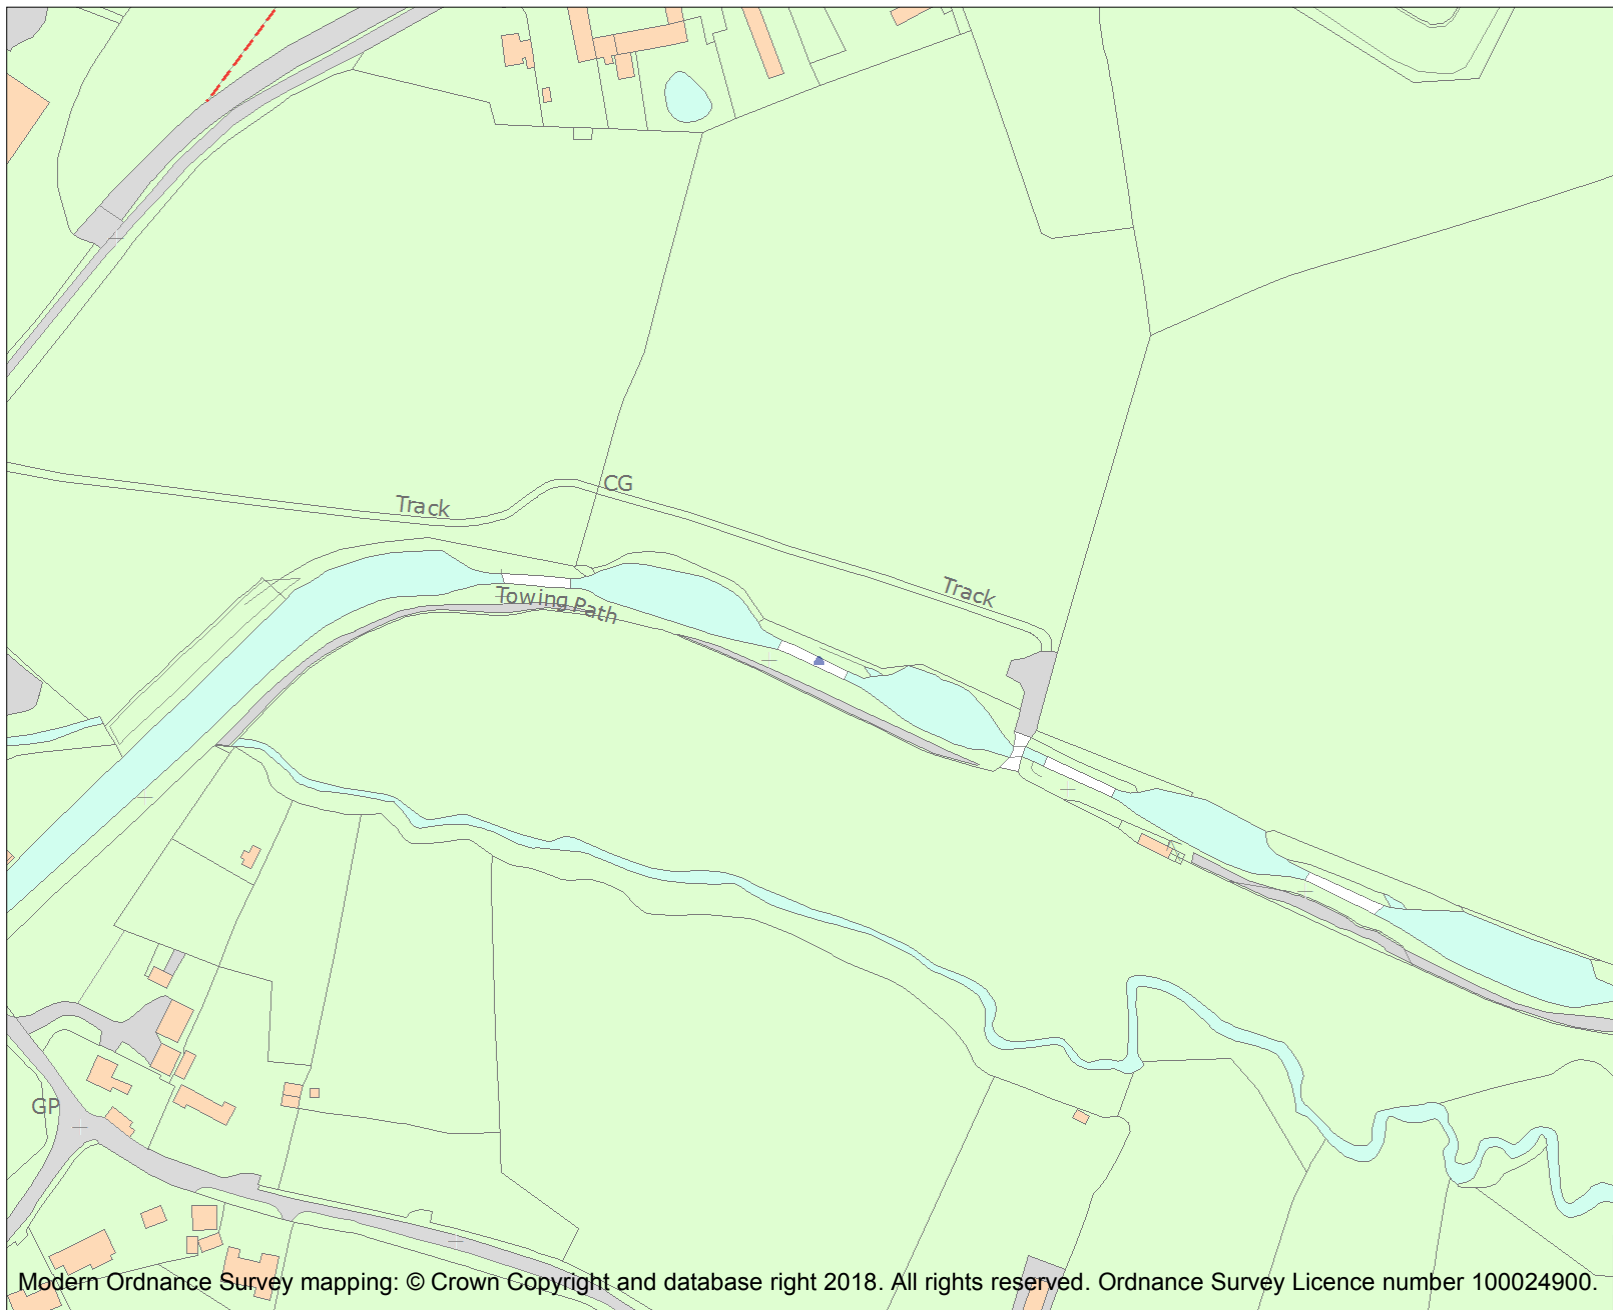 CG
Track
Track
Towing Path
GP
Modern Ordnance Survey mapping: © Crown Copyright and database right 2018. All rights reserved. Ordnance Survey Licence number 100024900.